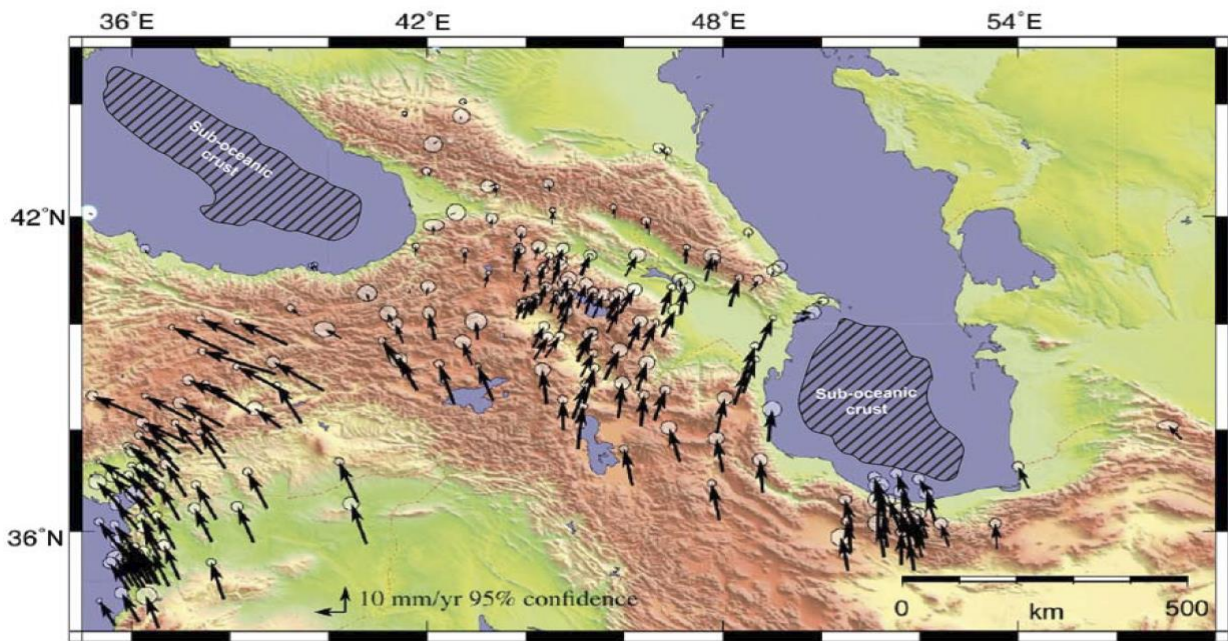 36°E 42°E 48°E 54°E
Sub-oceanic
crust
42°N
Sub-oceanic
crust
36°N
10 mm/yr 95% confidence
0 km 500